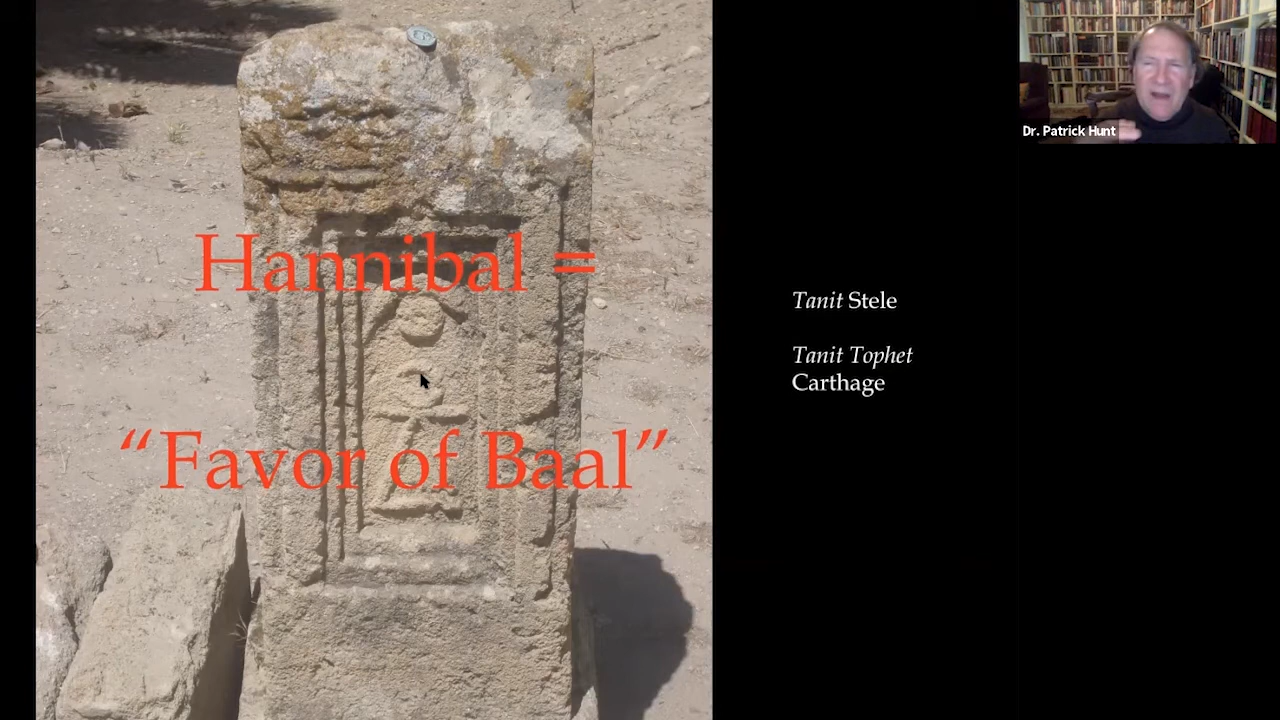 Hannibal =
“Favor of Baal”
Tanit Stele
Tanit Tophet
Carthage
Dr. Patrick Hunt